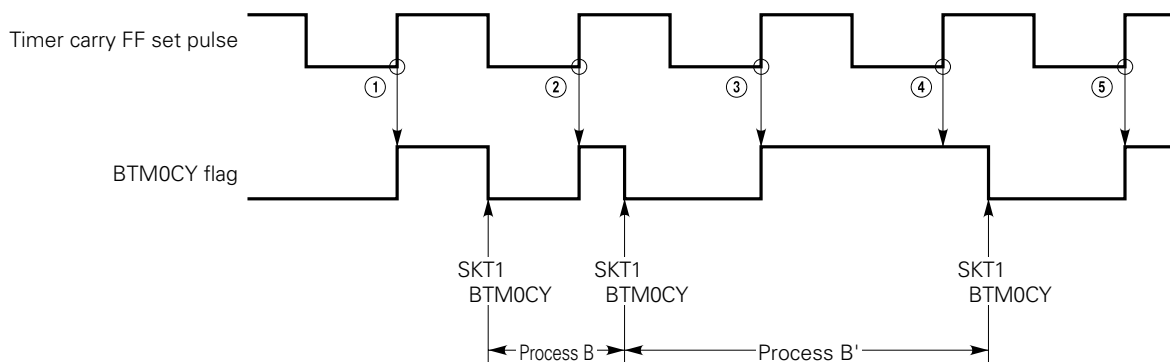 Timer carry FF set pulse
① ② ③ ④ ⑤
BTM0CY flag
SKT1
BTM0CY
SKT1
BTM0CY
SKT1
BTM0CY
Process B
Process B'